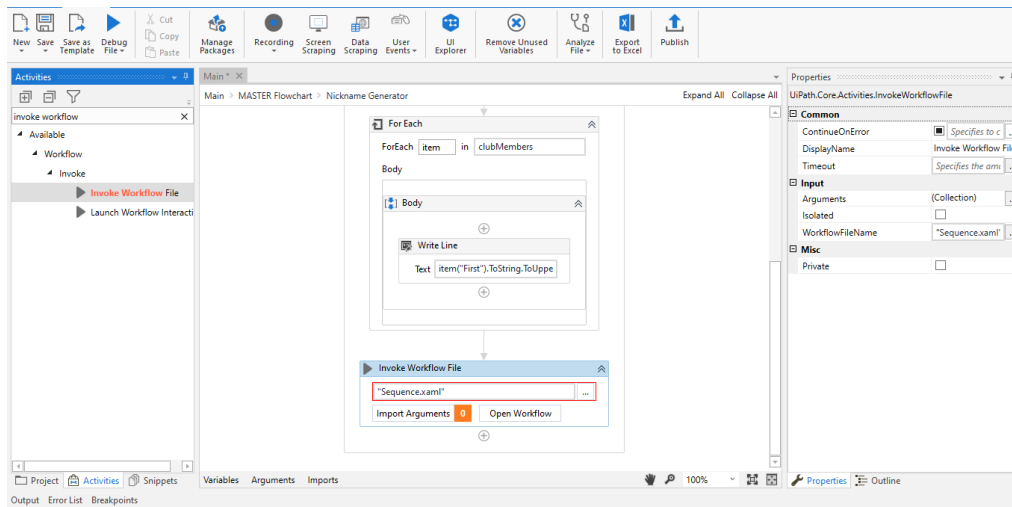 New Save Save as Template Debug File Cut Copy Paste Manage Packages Recording Screen Scraping Data Scraping User Events UI Explorer Remove Unused Variables Analyze File Export to Excel Publish
Activities
Main* X
Properties
Main > MASTER Flowchart > Nickname Generator Expand All Collapse All
UiPath.Core.Activities.InvokeWorkflowFile
invoke workflow
Available
Workflow
Invoke
Invoke Workflow File
Launch Workflow Interacti
For Each
ForEach item in clubMembers
Body
Body
Write Line
Text item("First").ToString.ToUppe
Invoke Workflow File
"Sequence.xaml" ...
Import Arguments 0 Open Workflow
Common
ContinueOnError Specifies to c
DisplayName Invoke Workflow Fil
Timeout Specifies the amo
Input
Arguments (Collection)
Isolated
WorkflowFileName "Sequence.xaml"
Misc
Private
Project Activities Snippets
Variables Arguments Imports 100%
Properties Outline
Output Error List Breakpoints